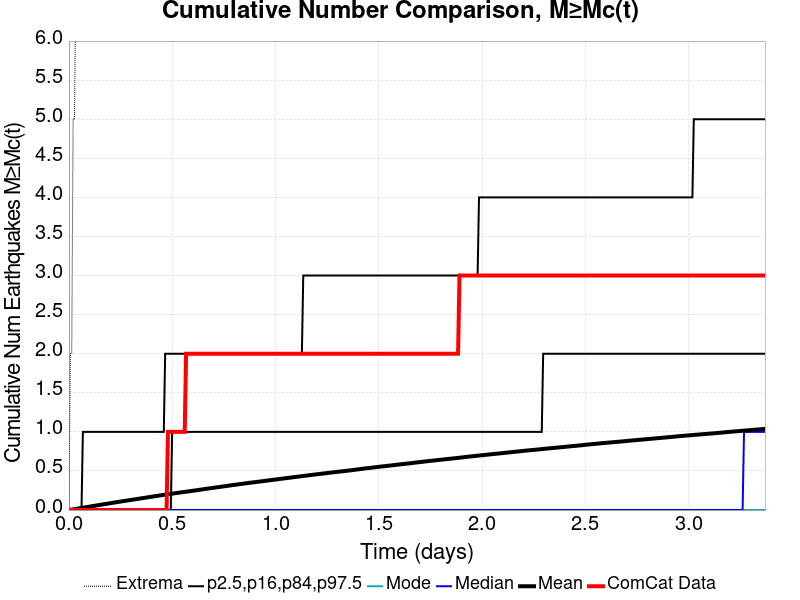 Cumulative Number Comparison, M≥Mc(t)
Cumulative Num Earthquakes M≥Mc(t)
6.0
5.5
5.0
4.5
4.0
3.5
3.0
2.5
2.0
1.5
1.0
0.5
0.0
0.0 0.5 1.0 1.5 2.0 2.5 3.0
Time (days)
Extrema p2.5,p16,p84,p97.5 Mode Median Mean ComCat Data